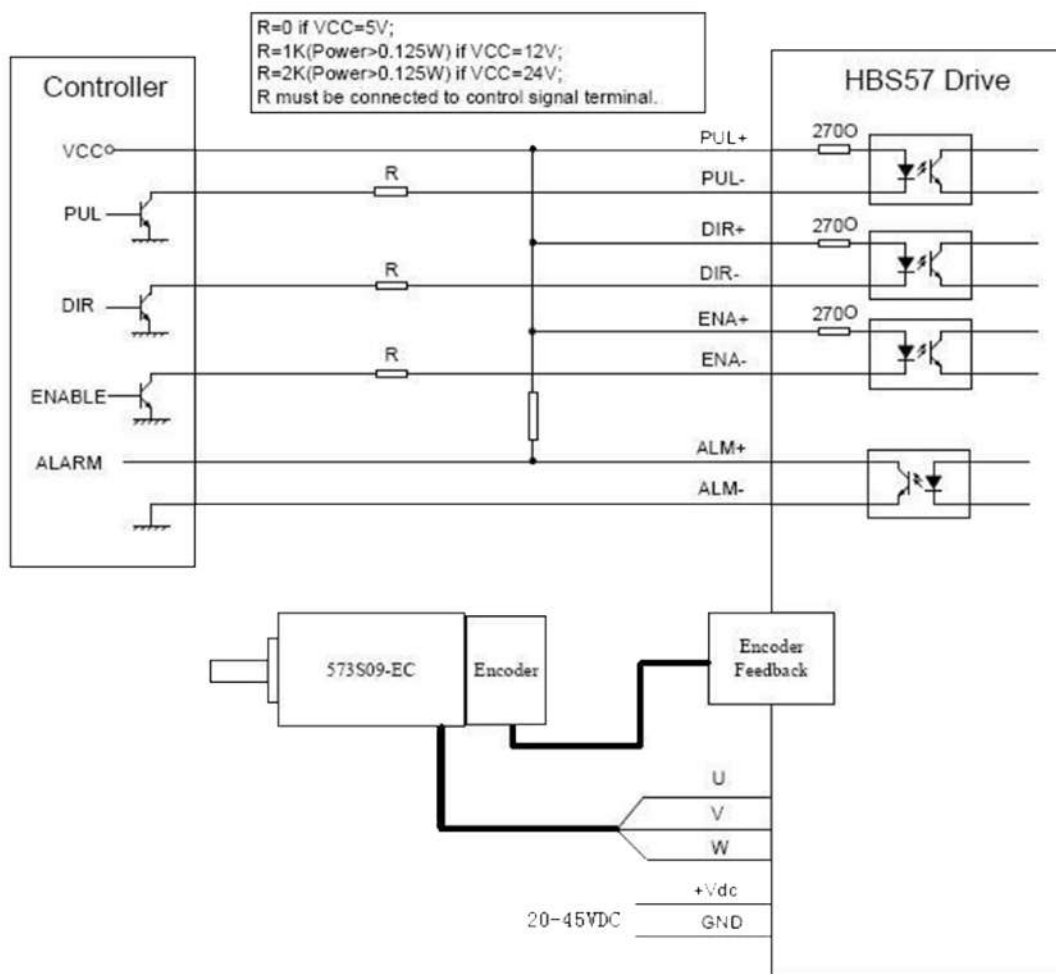 R=0 if VCC=5V;
R=1K(Power>0.125W) if VCC=12V;
R=2K(Power>0.125W) if VCC=24V;
R must be connected to control signal terminal.
Controller
HBS57 Drive
VCC
PUL+
270O
R
PUL-
PUL
DIR+
270O
R
DIR-
DIR
ENA+
270O
R
ENA-
ENABLE
ALARM
ALM+
ALM-
573S09-EC
Encoder
Encoder
Feedback
U
V
W
+Vdc
20-45VDC
GND